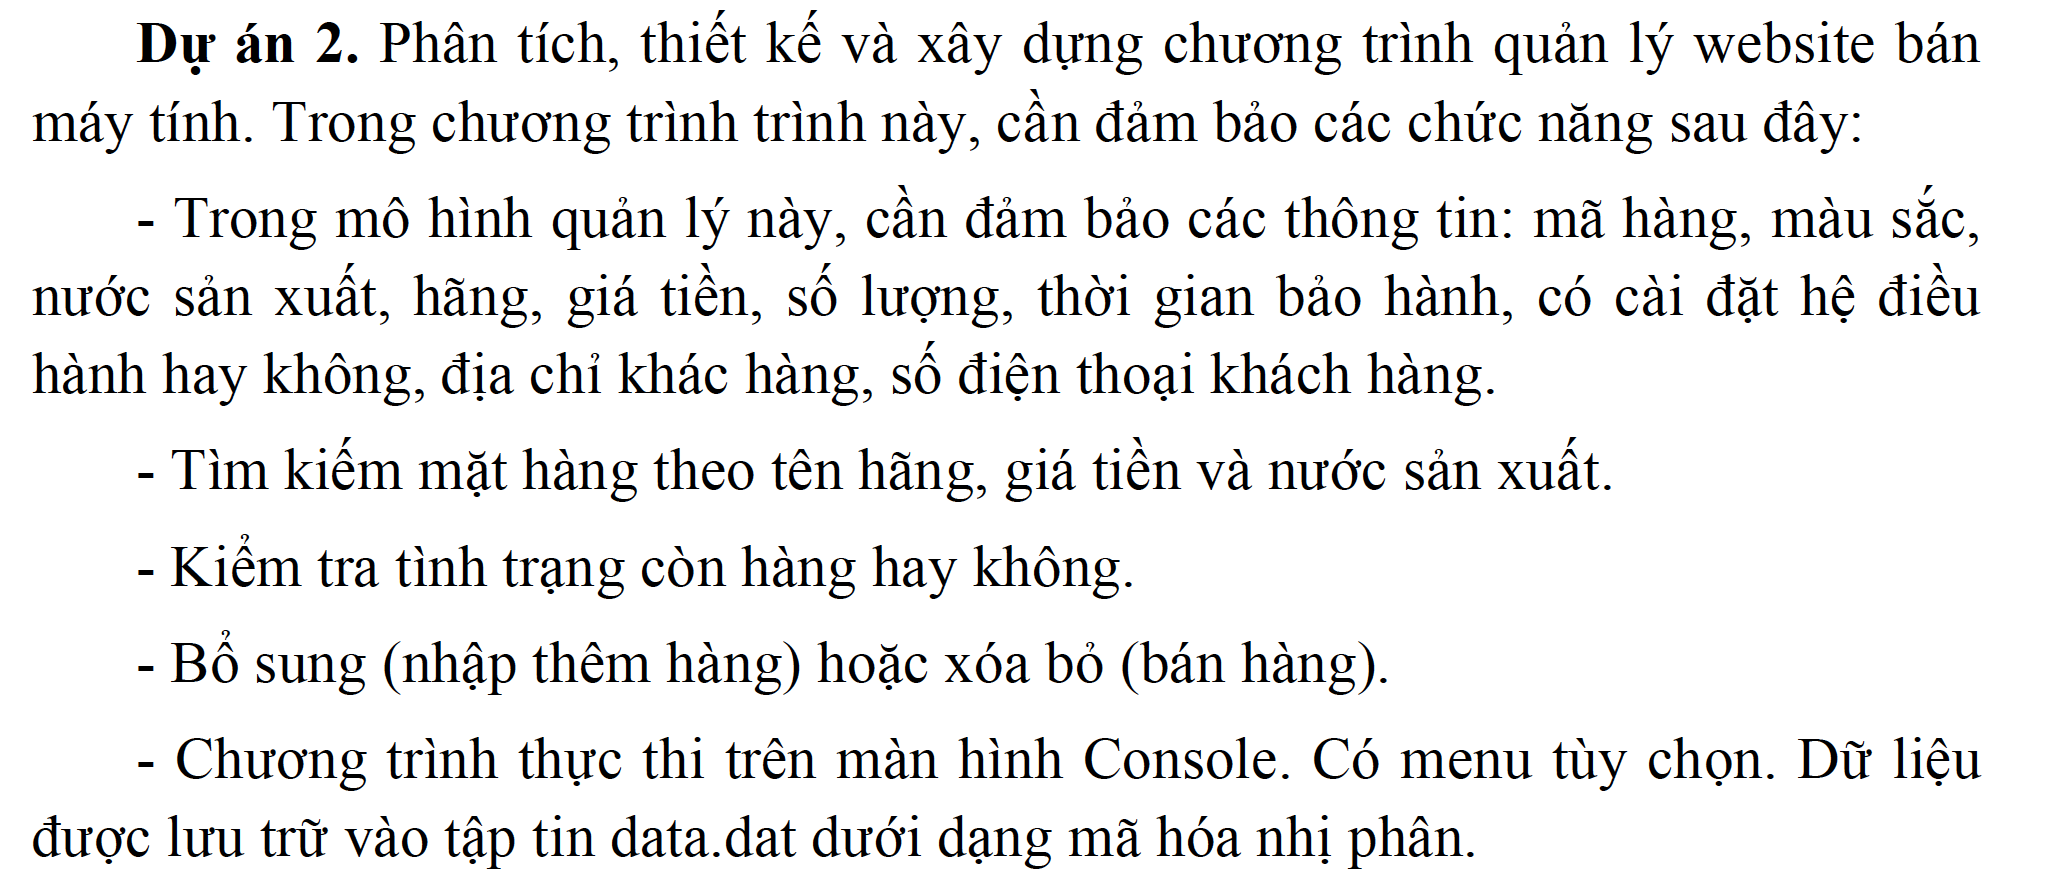 Dự án 2. Phân tích, thiết kế và xây dựng chương trình quản lý website bán
máy tính. Trong chương trình trình này, cần đảm bảo các chức năng sau đây:
- Trong mô hình quản lý này, cần đảm bảo các thông tin: mã hàng, màu sắc,
nước sản xuất, hãng, giá tiền, số lượng, thời gian bảo hành, có cài đặt hệ điều
hành hay không, địa chỉ khác hàng, số điện thoại khách hàng.
- Tìm kiếm mặt hàng theo tên hãng, giá tiền và nước sản xuất.
- Kiểm tra tình trạng còn hàng hay không.
- Bổ sung (nhập thêm hàng) hoặc xóa bỏ (bán hàng).
- Chương trình thực thi trên màn hình Console. Có menu tùy chọn. Dữ liệu
được lưu trữ vào tập tin data.dat dưới dạng mã hóa nhị phân.